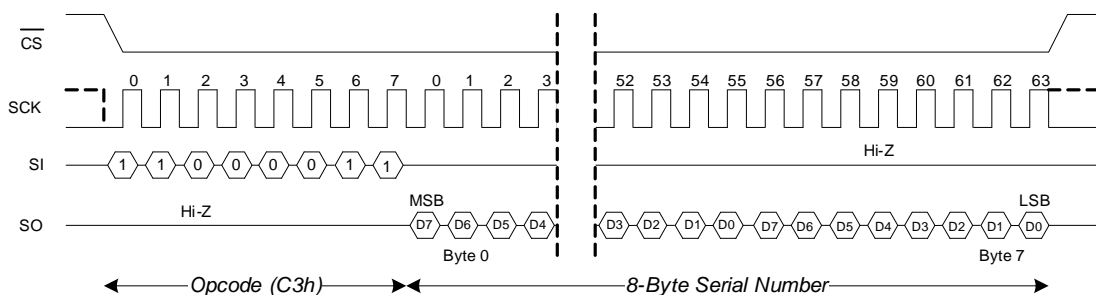 CS
SCK
0 1 2 3 4 5 6 7 0 1 2 3 52 53 54 55 56 57 58 59 60 61 62 63
SI
1 1 0 0 0 0 1 1
Hi-Z
SO
Hi-Z
MSB
LSB
D7 D6 D5 D4 D3 D2 D1 D0 D7 D6 D5 D4 D3 D2 D1 D0
Byte 0
Byte 7
Opcode (C3h)
8-Byte Serial Number